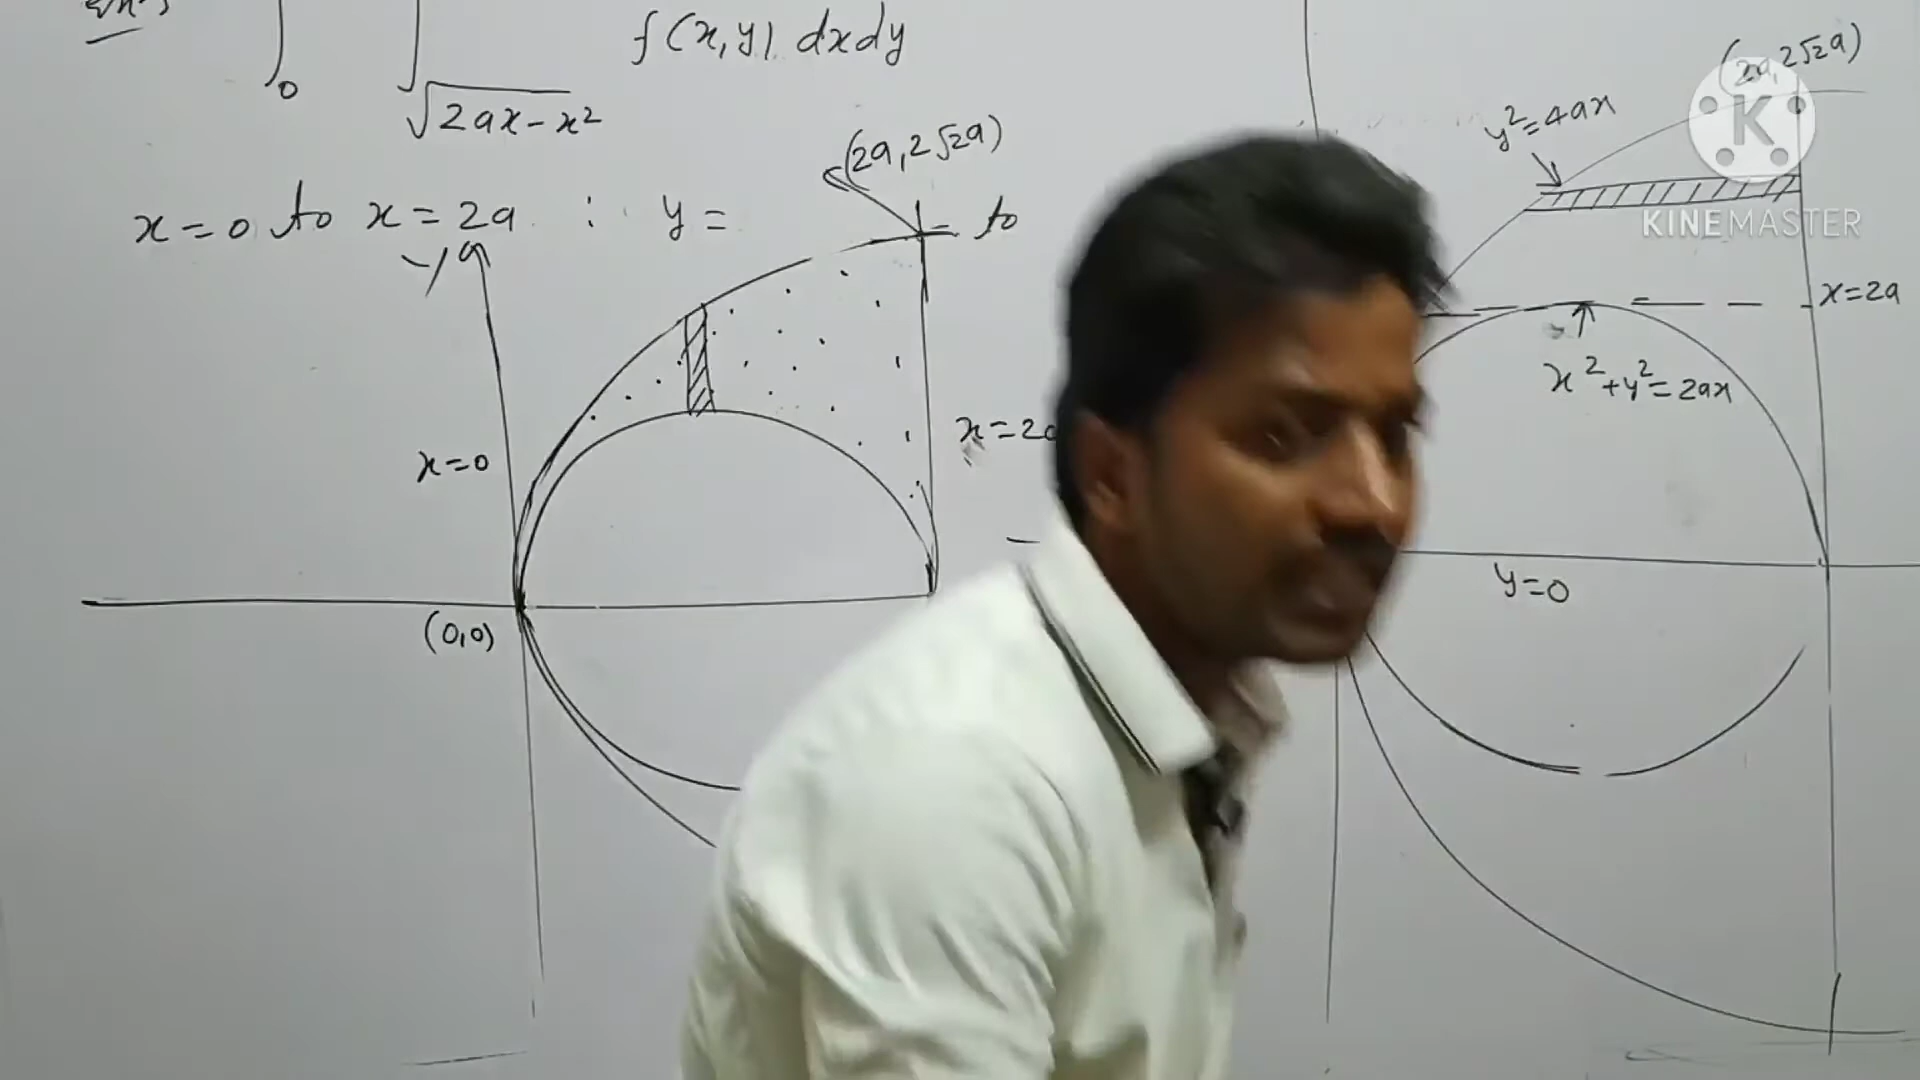 f(x,y) dxdy
0
√2ax-x²
x=0 to x=2a : y= to
(2a,2√2a)
x=0
(0,0)
(2a,2√2a)
y²=4ax
KINEMASTER
x=2a
x²+y²=2ax
y=0